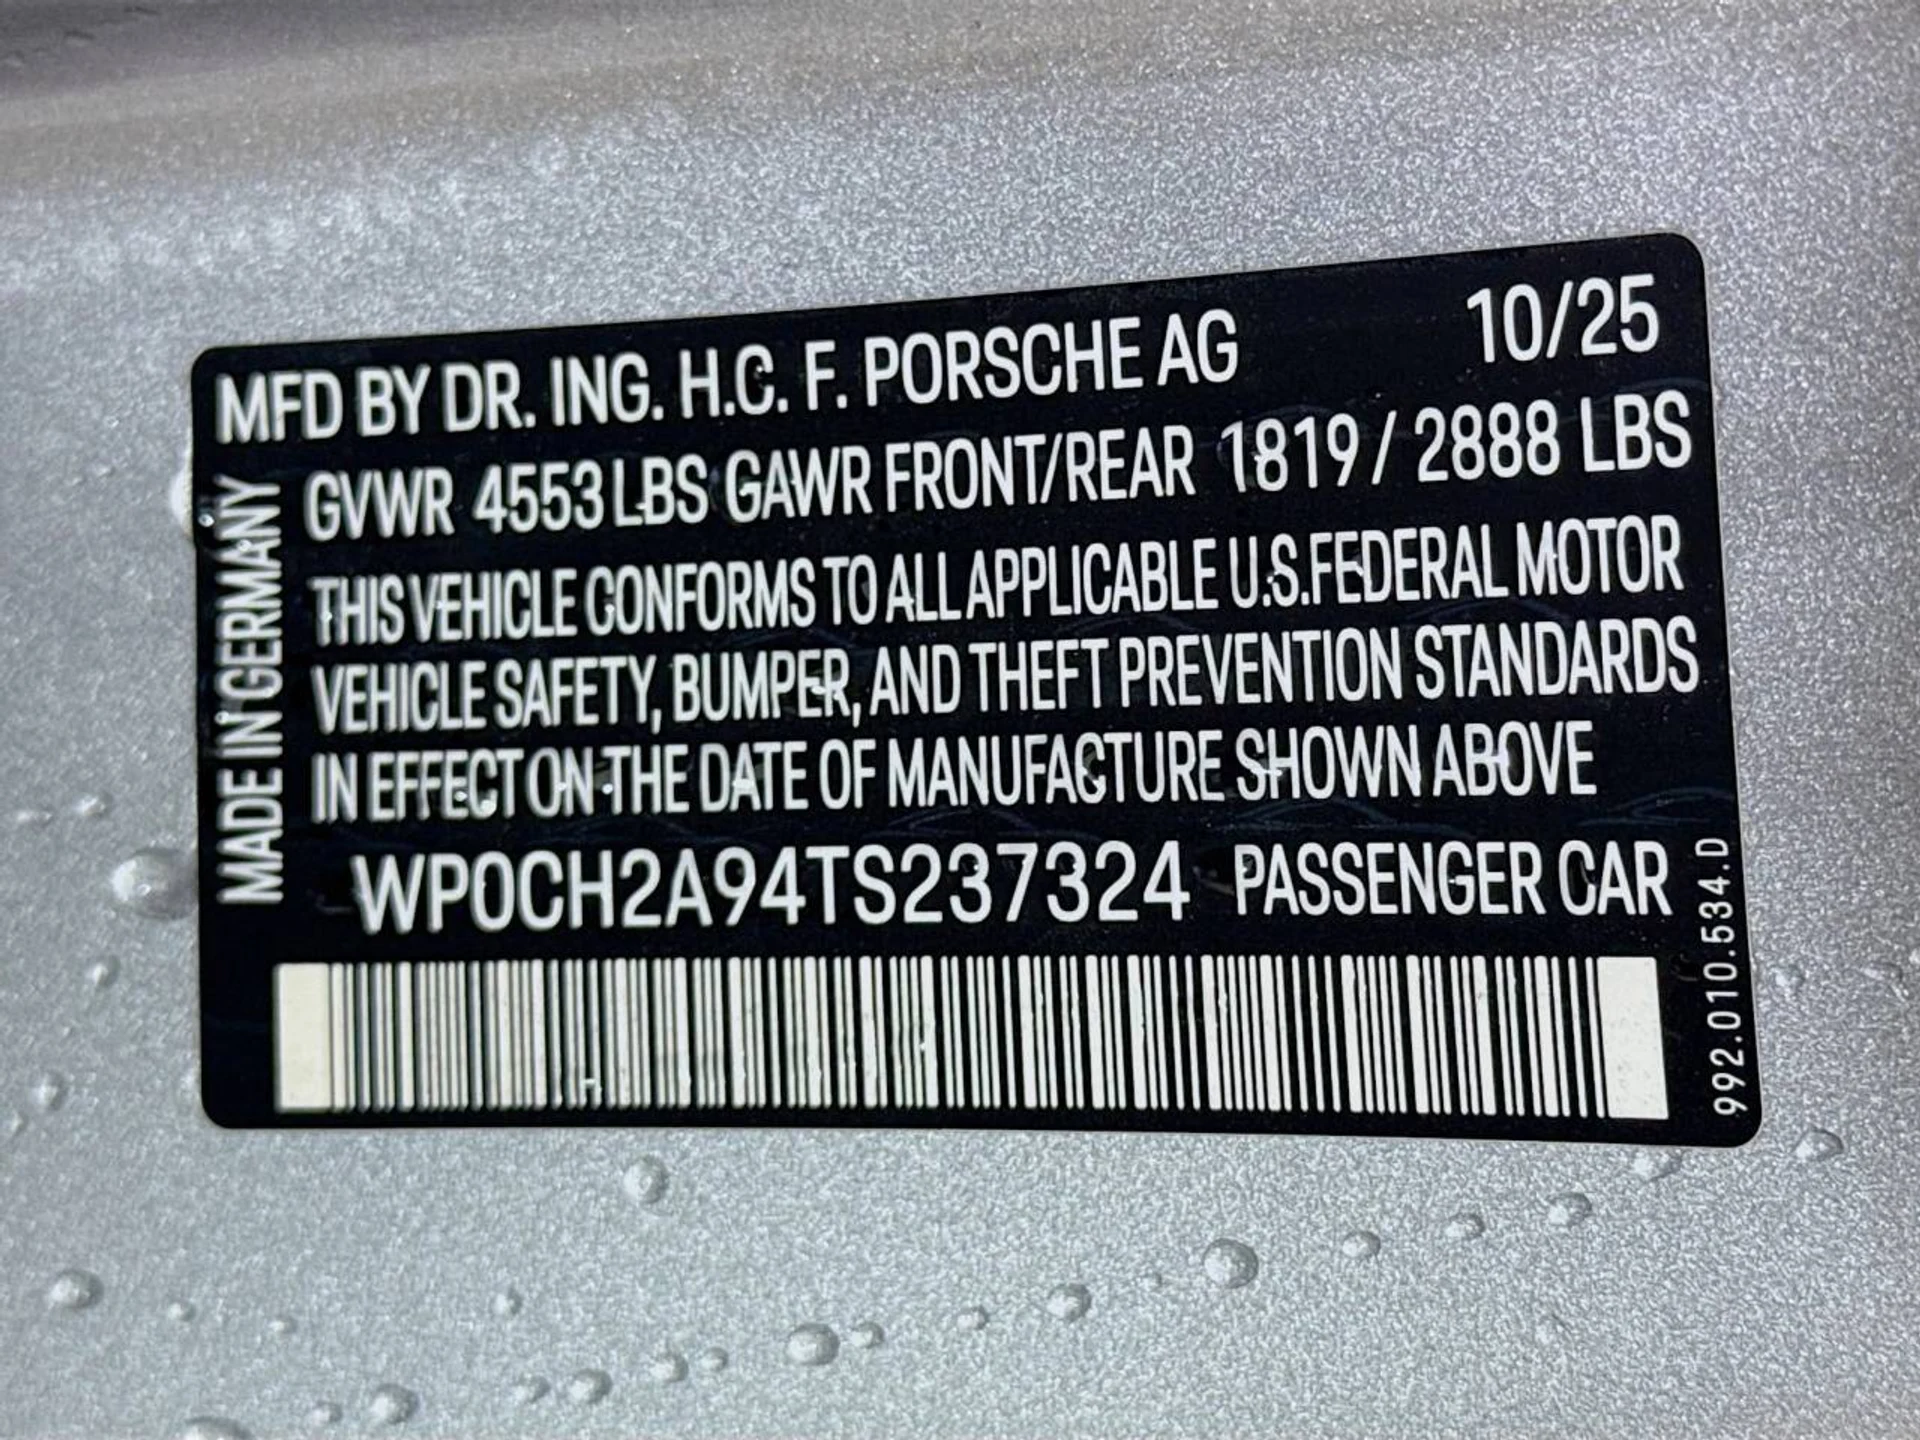 MFD BY DR. ING. H.C. F. PORSCHE AG 10/25
GVWR 4553 LBS GAWR FRONT/REAR 1819 / 2888 LBS
THIS VEHICLE CONFORMS TO ALL APPLICABLE U.S.FEDERAL MOTOR
VEHICLE SAFETY, BUMPER, AND THEFT PREVENTION STANDARDS
IN EFFECT ON THE DATE OF MANUFACTURE SHOWN ABOVE
WP0CH2A94TS237324 PASSENGER CAR
MADE IN GERMANY
992.010.534.D